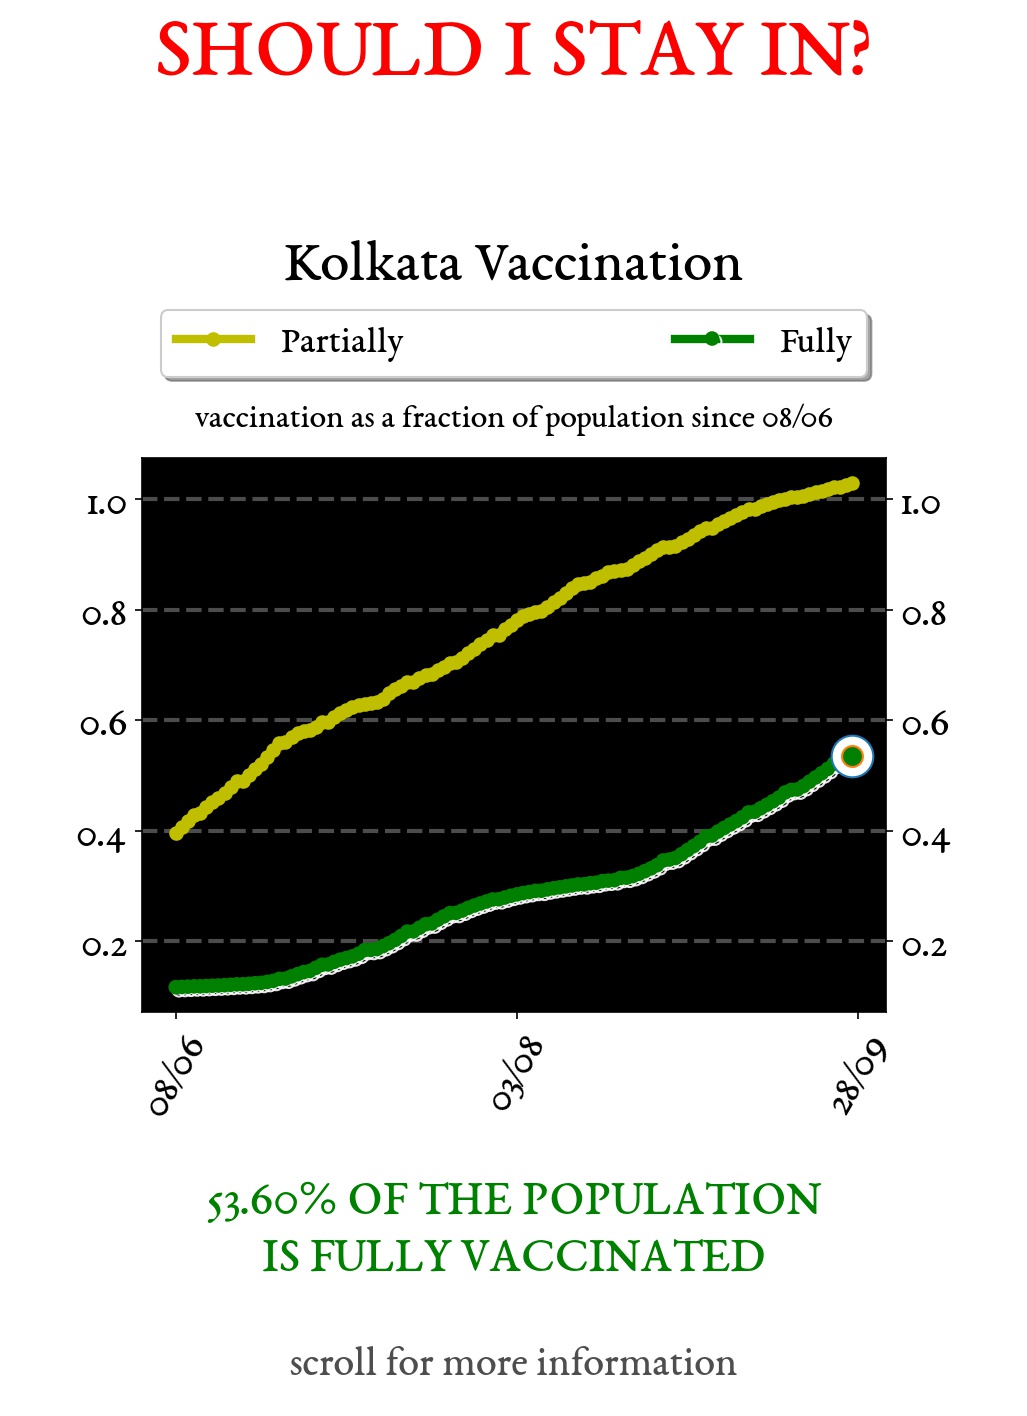 SHOULD I STAY IN?
Kolkata Vaccination
Partially
Fully
vaccination as a fraction of population since 08/06
1.0
1.0
0.8
0.8
0.6
0.6
0.4
0.4
0.2
0.2
08/06
03/08
28/09
53.60% OF THE POPULATION
IS FULLY VACCINATED
scroll for more information